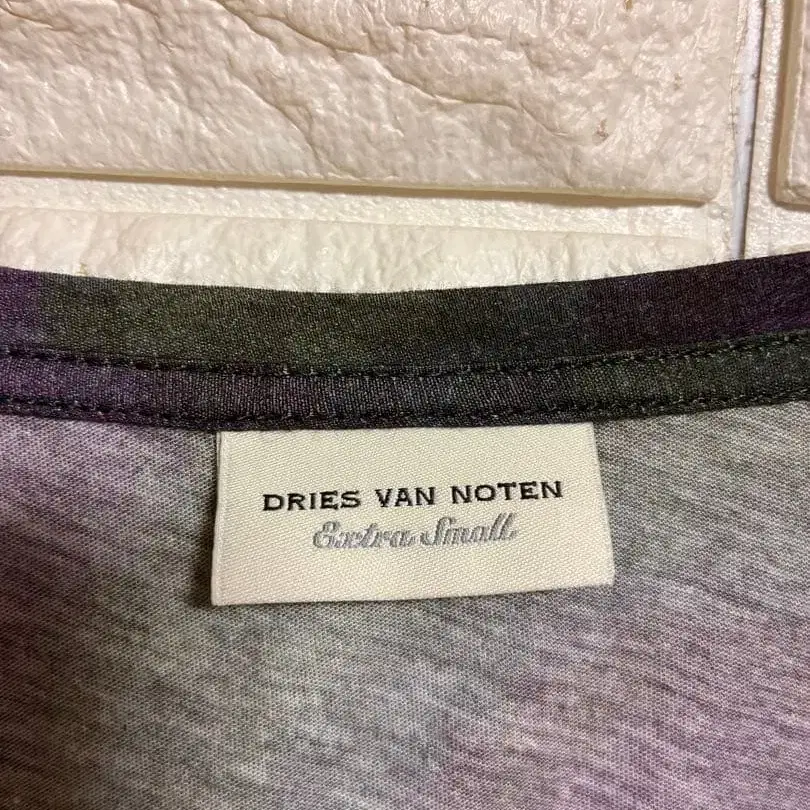 DRIES VAN NOTEN
Extra Small